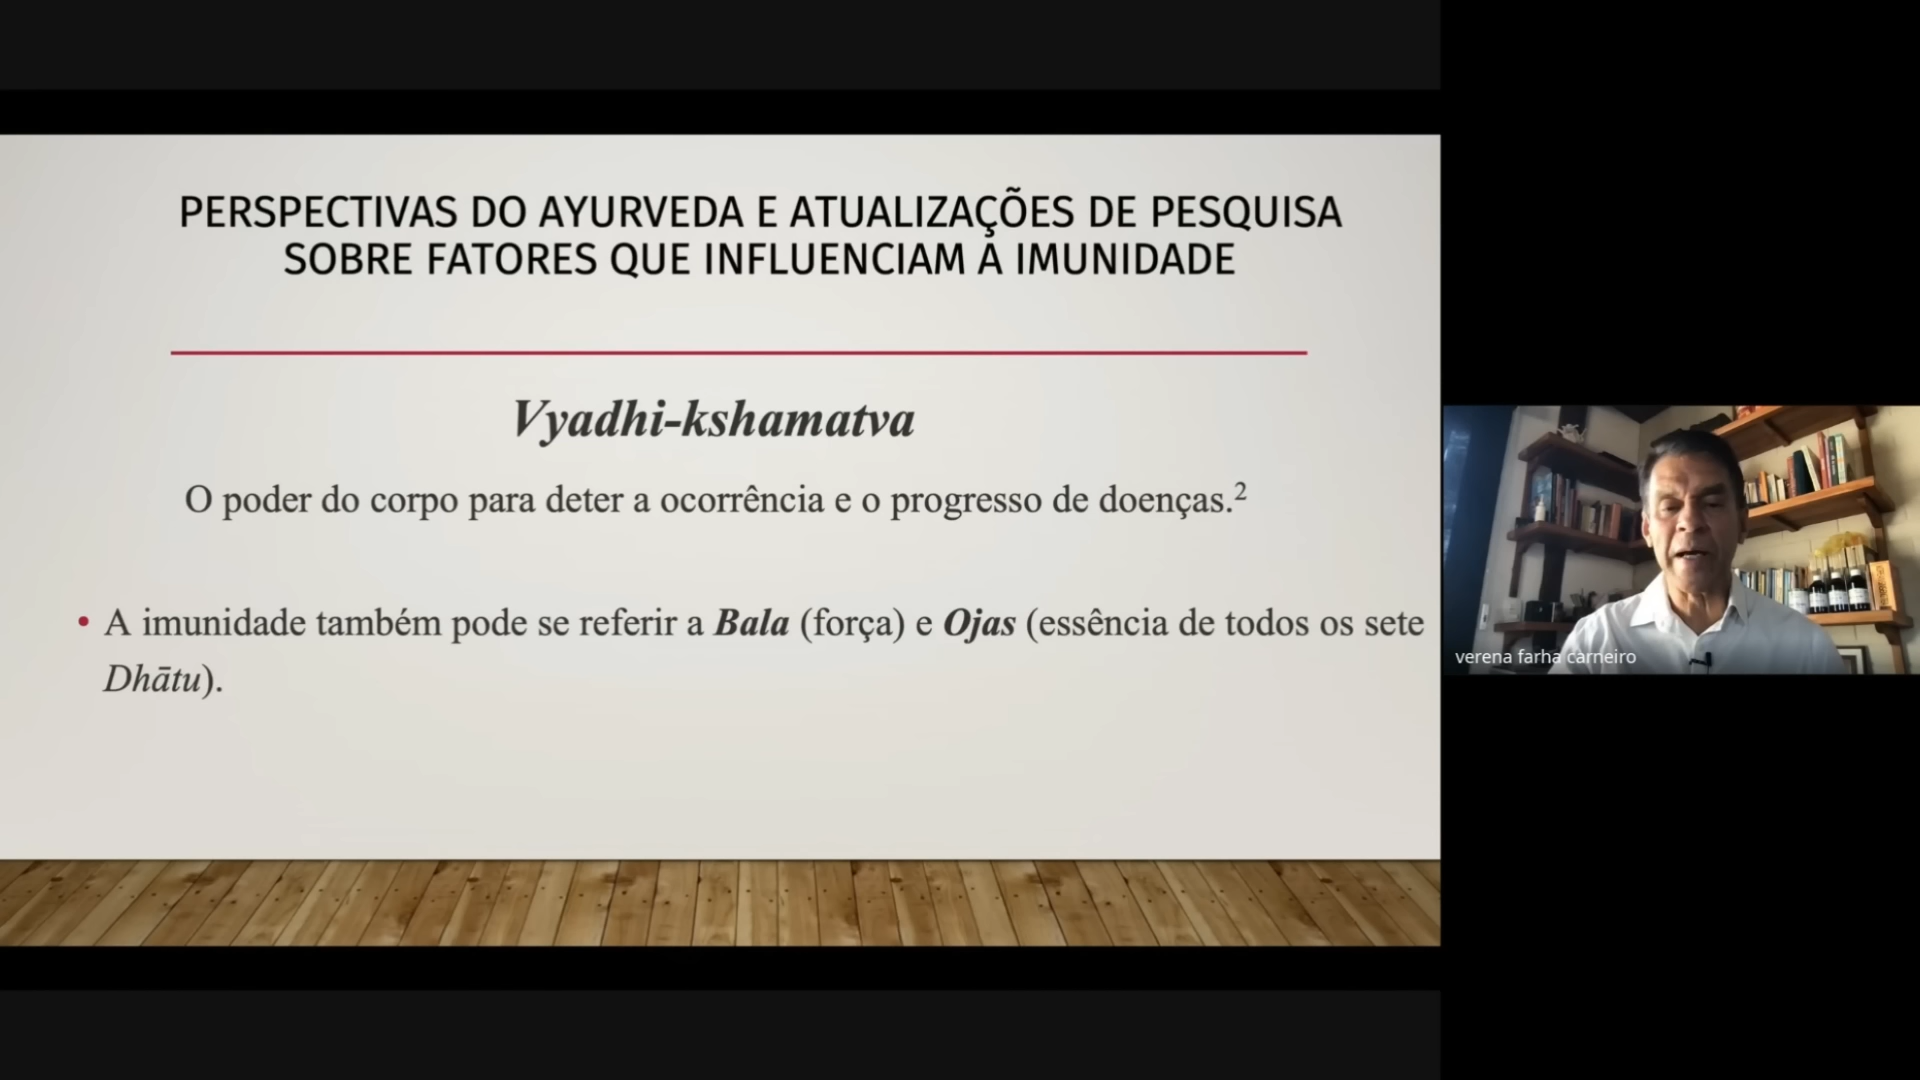 PERSPECTIVAS DO AYURVEDA E ATUALIZAÇÕES DE PESQUISA
SOBRE FATORES QUE INFLUENCIAM A IMUNIDADE
Vyadhi-kshamatva
O poder do corpo para deter a ocorrência e o progresso de doenças.²
• A imunidade também pode se referir a Bala (força) e Ojas (essência de todos os sete
Dhātu).
verena farha carneiro